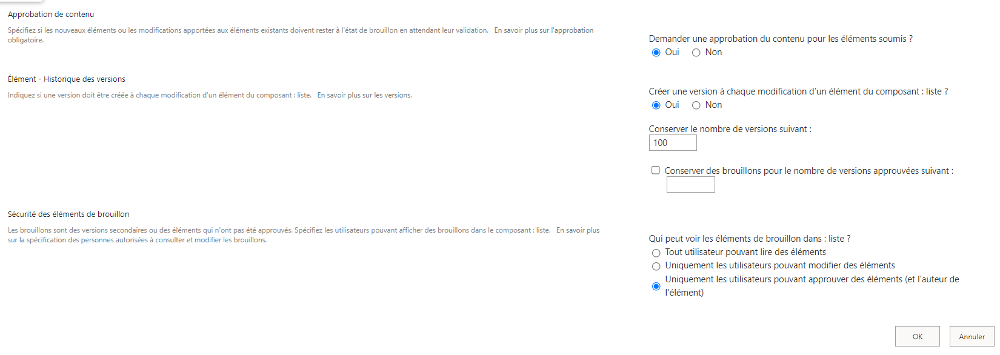 Approbation de contenu
Spécifiez si les nouveaux éléments ou les modifications apportées aux éléments existants doivent rester à l'état de brouillon en attendant leur validation. En savoir plus sur l'approbation
obligatoire.
Demander une approbation du contenu pour les éléments soumis ?
Oui Non
Élément - Historique des versions
Indiquez si une version doit être créée à chaque modification d'un élément du composant : liste. En savoir plus sur les versions.
Créer une version à chaque modification d'un élément du composant : liste ?
Oui Non
Conserver le nombre de versions suivant :
100
Conserver des brouillons pour le nombre de versions approuvées suivant :
Sécurité des éléments de brouillon
Les brouillons sont des versions secondaires ou des éléments qui n'ont pas été approuvés. Spécifiez les utilisateurs pouvant afficher des brouillons dans le composant : liste. En savoir plus
sur la spécification des personnes autorisées à consulter et modifier les brouillons.
Qui peut voir les éléments de brouillon dans : liste ?
Tout utilisateur pouvant lire des éléments
Uniquement les utilisateurs pouvant modifier des éléments
Uniquement les utilisateurs pouvant approuver des éléments (et l'auteur de
l'élément)
OK Annuler